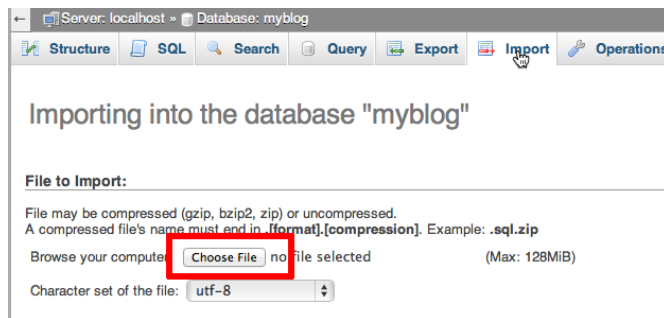 Server: localhost » Database: myblog
Structure SQL Search Query Export Import Operations
Importing into the database "myblog"
File to Import:
File may be compressed (gzip, bzip2, zip) or uncompressed.
A compressed file's name must end in .[format].[compression]. Example: .sql.zip
Browse your computer: Choose File no file selected (Max: 128MiB)
Character set of the file: utf-8